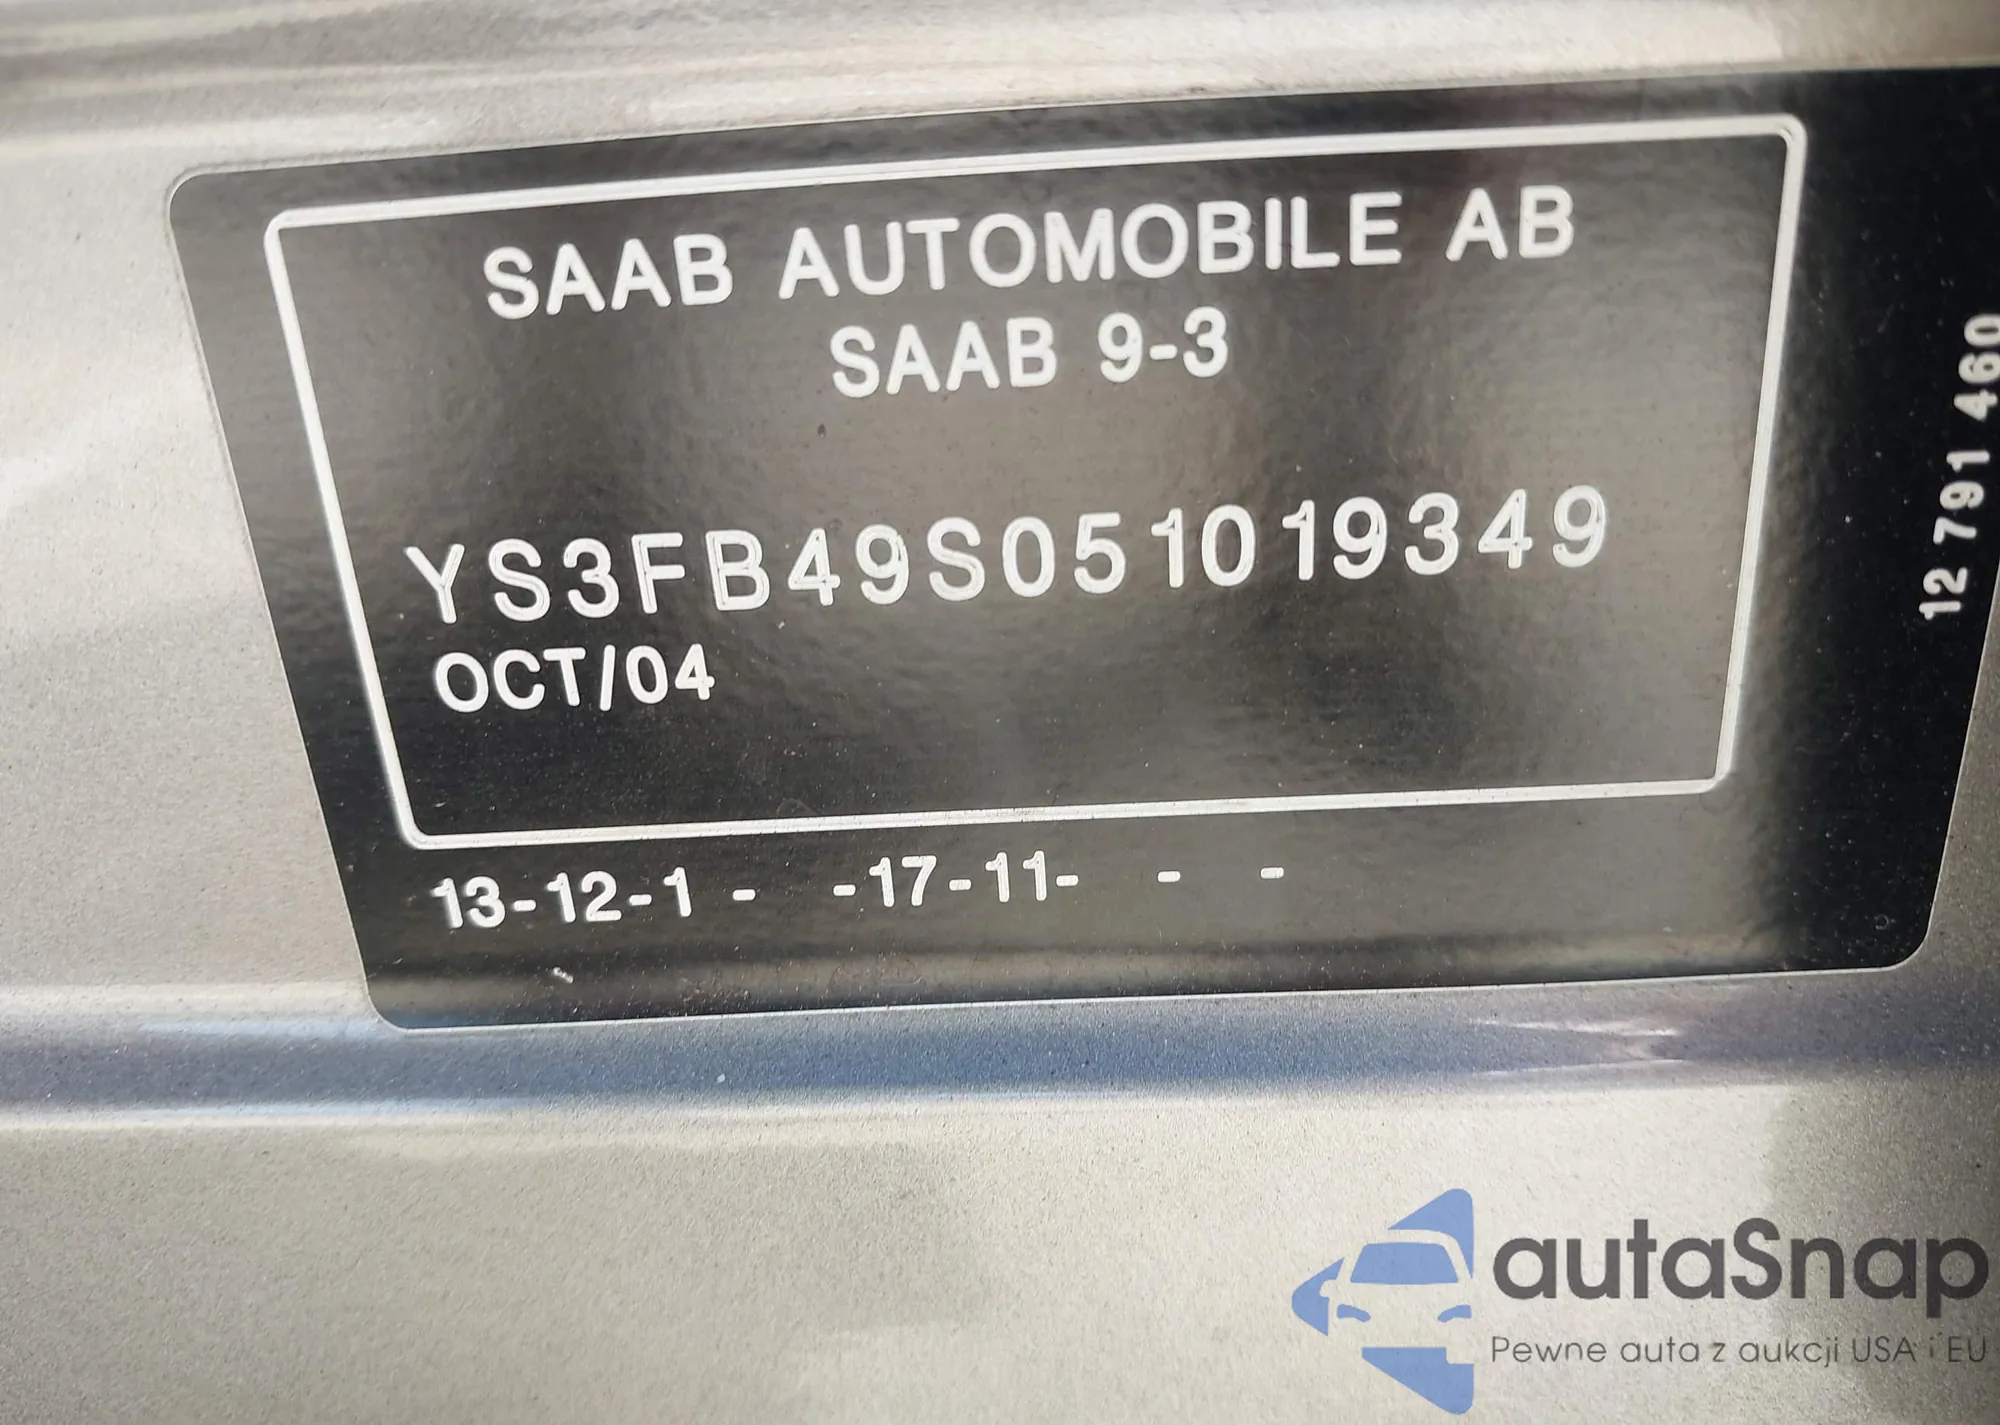 SAAB AUTOMOBILE AB
SAAB 9-3
YS3FB49S051019349
OCT/04
13-12-1 - -17-11- - -
12 791 460
autaSnap
Pewne auta z aukcji USA i EU